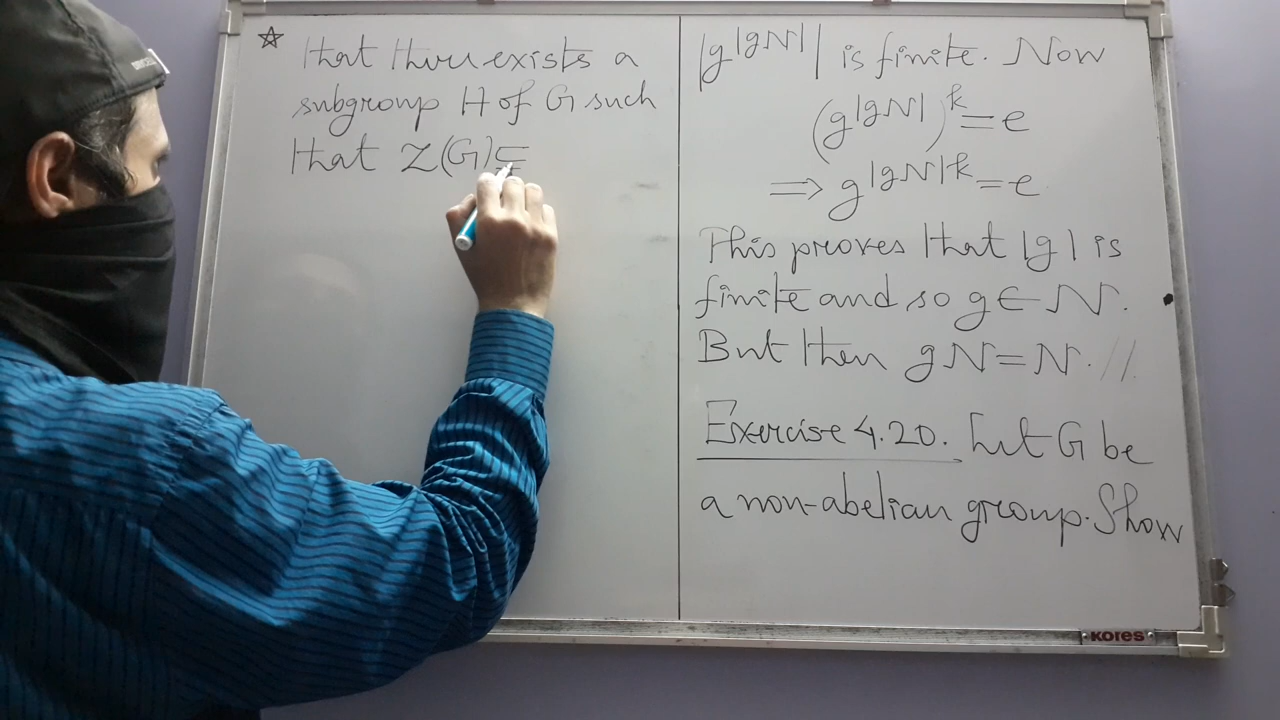 that there exists a
subgroup H of G such
that Z(G)⊆
|g^{|gN|}| is finite. Now
(g^{|gN|})^k = e
⟹ g^{|gN|k} = e
This proves that |g| is
finite and so g ∈ N.
But then gN = N. //
Exercise 4.20. Let G be
a non-abelian group. Show
KORES